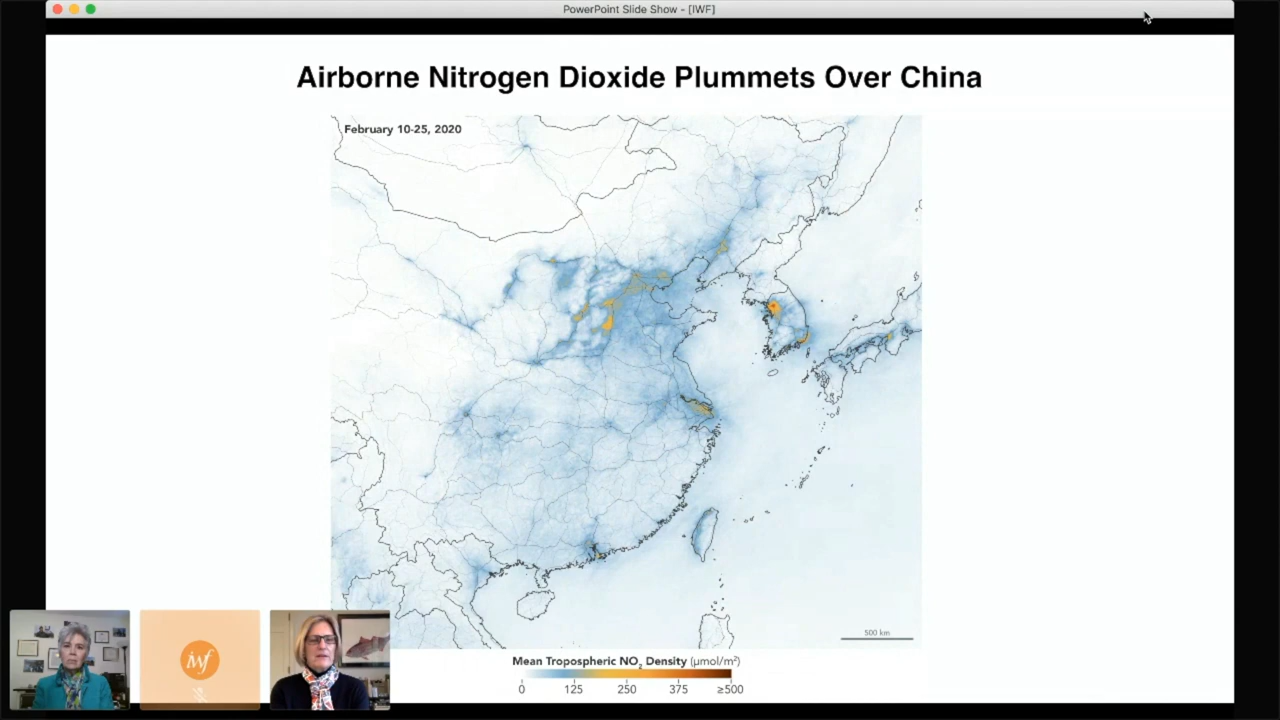 PowerPoint Slide Show - [IWF]
Airborne Nitrogen Dioxide Plummets Over China
February 10-25, 2020
500 km
iwf
Mean Tropospheric NO₂ Density (μmol/m²)
0 125 250 375 ≥500